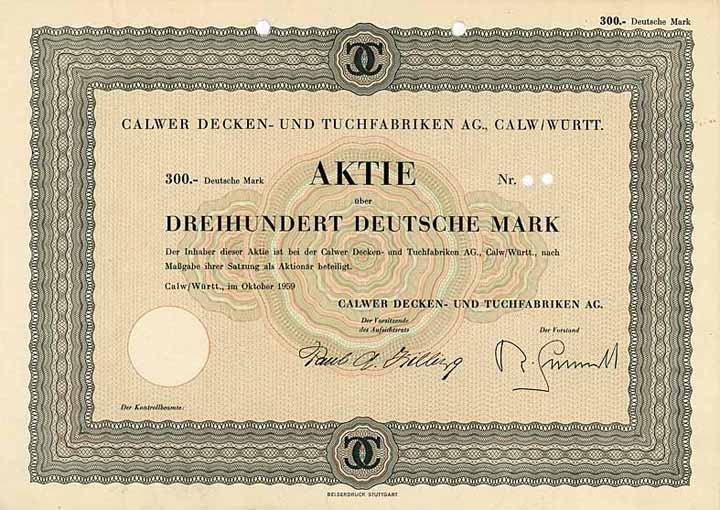 300.- Deutsche Mark
CALWER DECKEN- UND TUCHFABRIKEN AG., CALW/WÜRTT.
300.- Deutsche Mark AKTIE Nr.
über
DREIHUNDERT DEUTSCHE MARK
Der Inhaber dieser Aktie ist bei der Calwer Decken- und Tuchfabriken AG., Calw/Württ., nach
Maßgabe ihrer Satzung als Aktionär beteiligt.
Calw/Württ., im Oktober 1959
CALWER DECKEN- UND TUCHFABRIKEN AG.
Der Vorsitzende
des Aufsichtsrats
Der Vorstand
Der Kontrollbeamte:
BELSERDRUCK STUTTGART